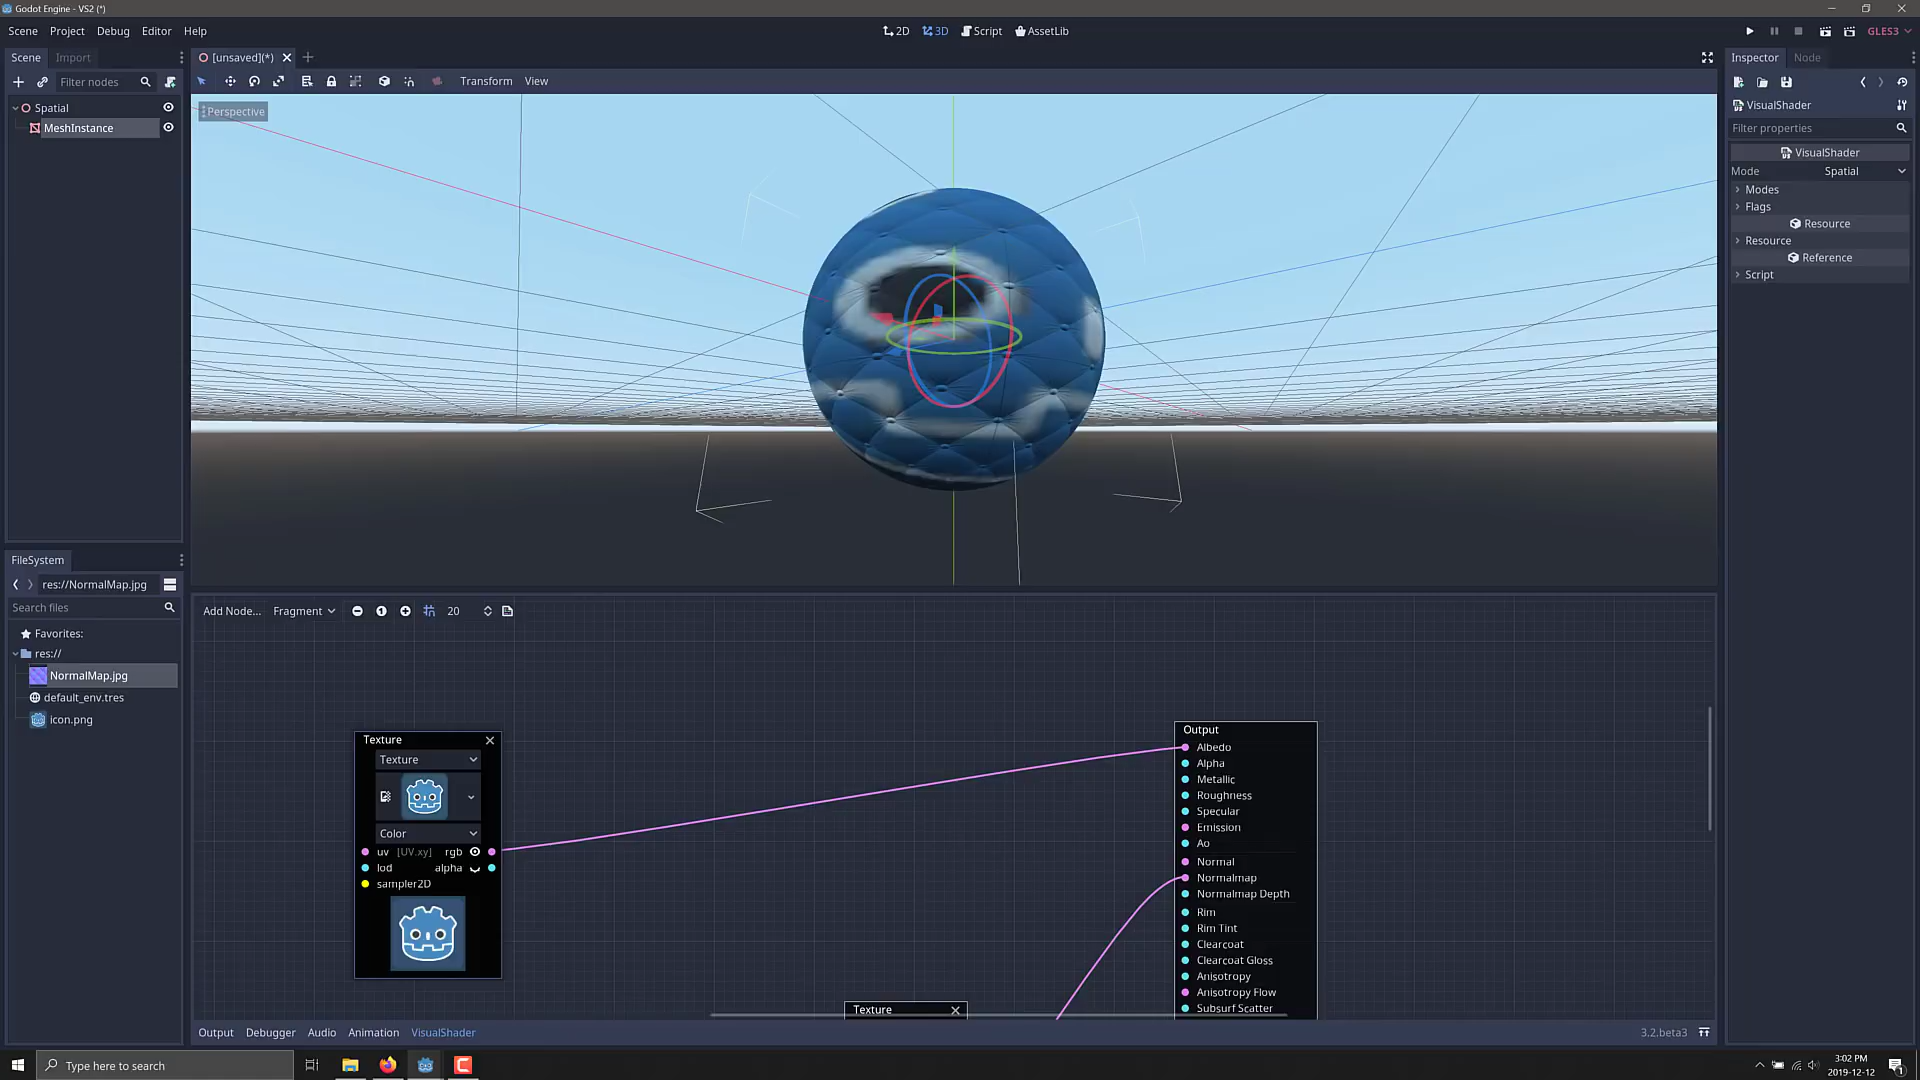 Godot Engine - VS2 (*)
Scene Project Debug Editor Help
2D 3D Script AssetLib
GLES3
Scene Import
[unsaved](*)
Inspector Node
Filter nodes
Transform View
Spatial
MeshInstance
Perspective
VisualShader
Filter properties
VisualShader
Mode Spatial
Modes
Flags
Resource
Resource
Reference
Script
FileSystem
res://NormalMap.jpg
Search files
Favorites:
res://
NormalMap.jpg
default_env.tres
icon.png
Add Node... Fragment 20
Texture
Texture
Color
uv [UV.xy] rgb
lod alpha
sampler2D
Output
Albedo
Alpha
Metallic
Roughness
Specular
Emission
Ao
Normal
Normalmap
Normalmap Depth
Rim
Rim Tint
Clearcoat
Clearcoat Gloss
Anisotropy
Anisotropy Flow
Subsurf Scatter
Texture
Output Debugger Audio Animation VisualShader
3.2.beta3
Type here to search
3:02 PM
2019-12-12
1